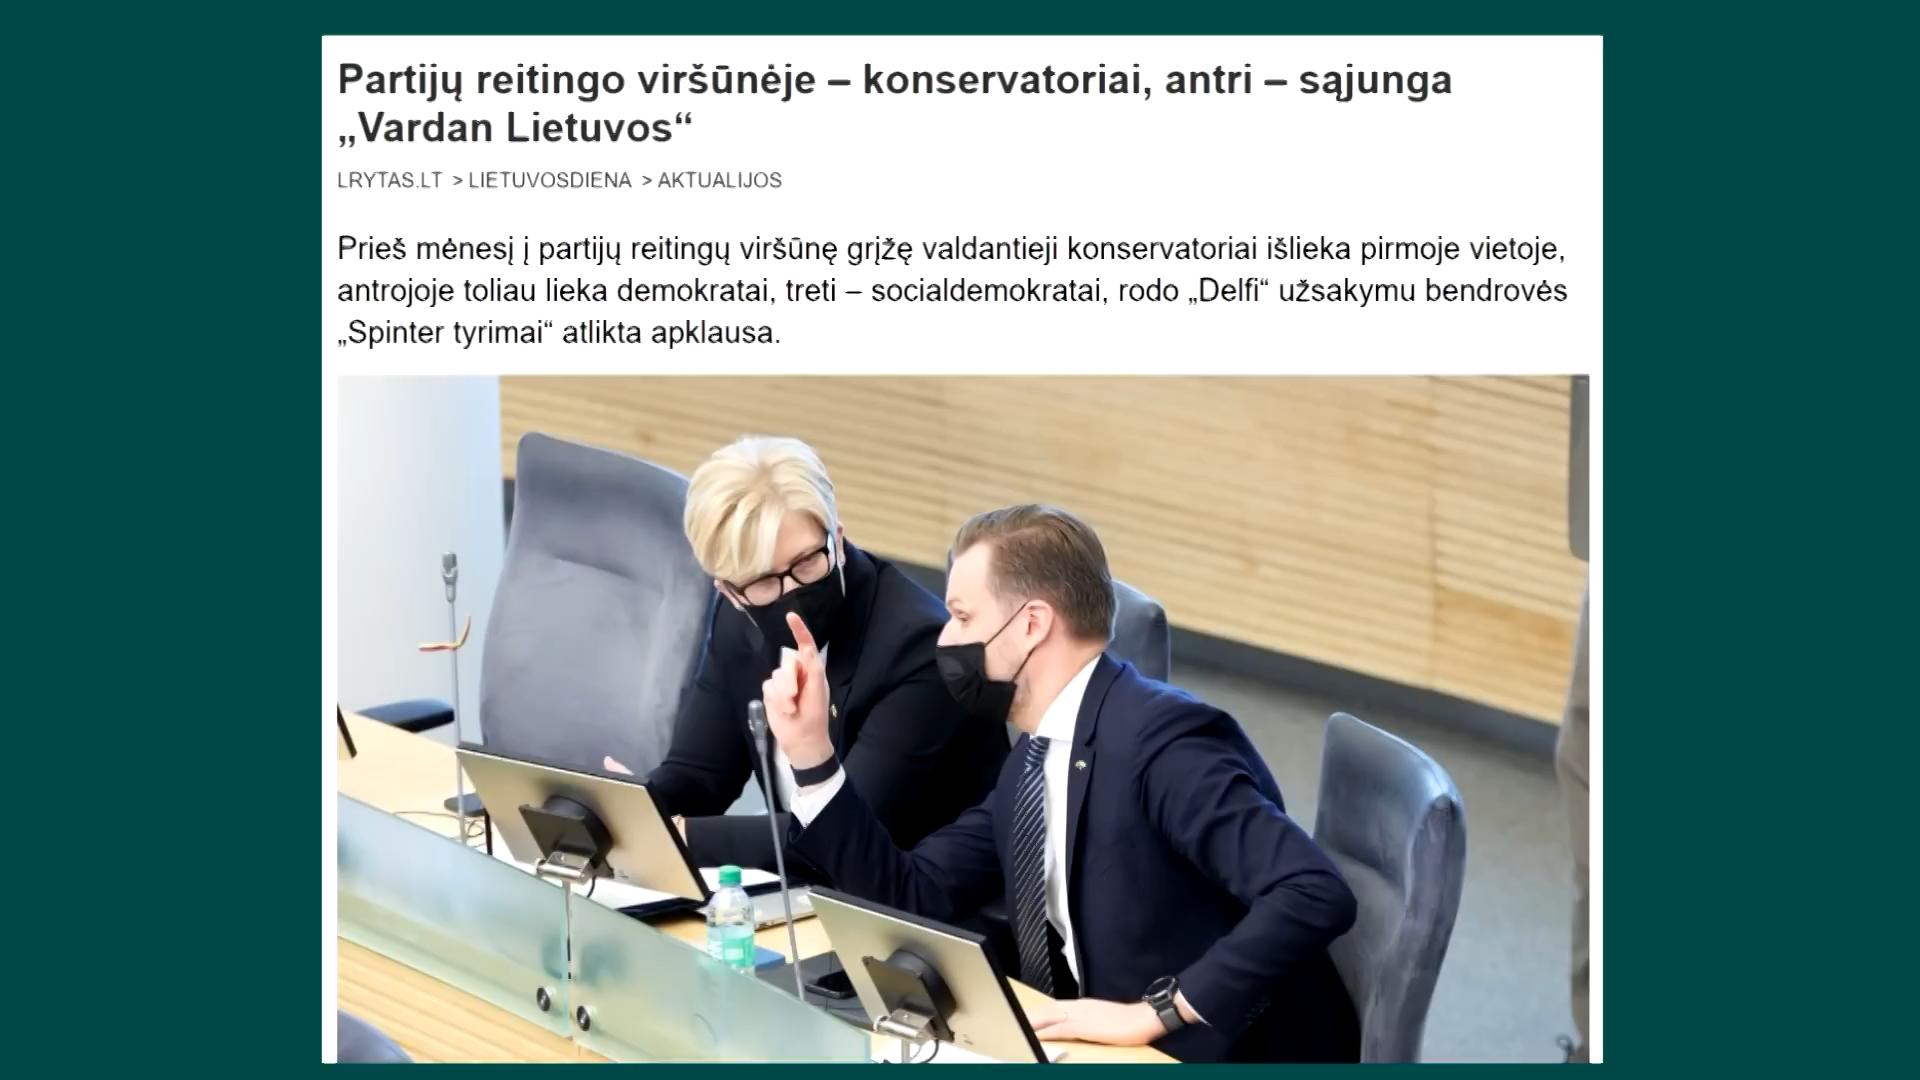 Partijų reitingo viršūnėje – konservatoriai, antri – sąjunga
„Vardan Lietuvos“
LRYTAS.LT > LIETUVOSDIENA > AKTUALIJOS
Prieš mėnesį į partijų reitingų viršūnę grįžę valdantieji konservatoriai išlieka pirmoje vietoje,
antrojoje toliau lieka demokratai, treti – socialdemokratai, rodo „Delfi“ užsakymu bendrovės
„Spinter tyrimai“ atlikta apklausa.